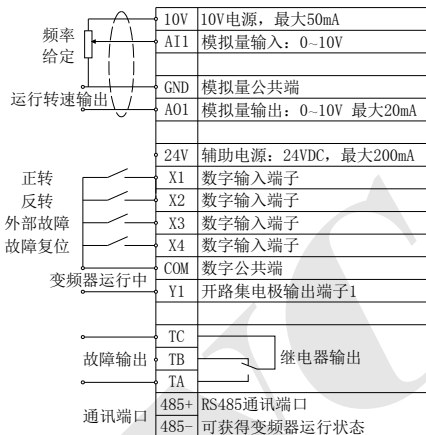 10V 10V电源，最大50mA
频率给定
AI1 模拟量输入：0~10V
GND 模拟量公共端
运行转速输出
AO1 模拟量输出：0~10V 最大20mA
24V 辅助电源：24VDC，最大200mA
正转 X1 数字输入端子
反转 X2 数字输入端子
外部故障 X3 数字输入端子
故障复位 X4 数字输入端子
COM 数字公共端
变频器运行中
Y1 开路集电极输出端子1
TC
故障输出 TB 继电器输出
TA
通讯端口
485+ RS485通讯端口
485- 可获得变频器运行状态